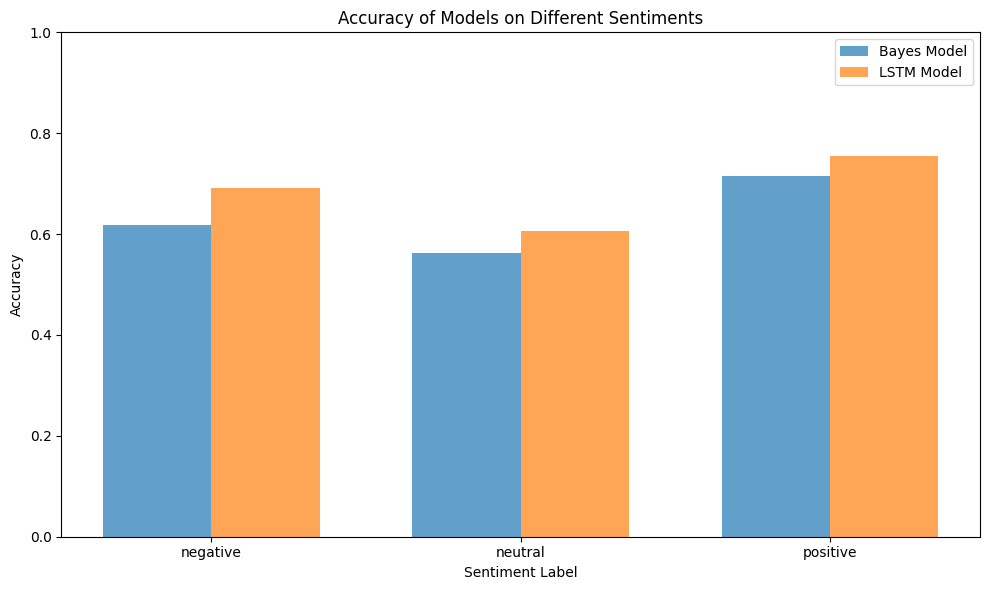 Accuracy of Models on Different Sentiments
Bayes Model
LSTM Model
Accuracy
1.0
0.8
0.6
0.4
0.2
0.0
negative neutral positive
Sentiment Label